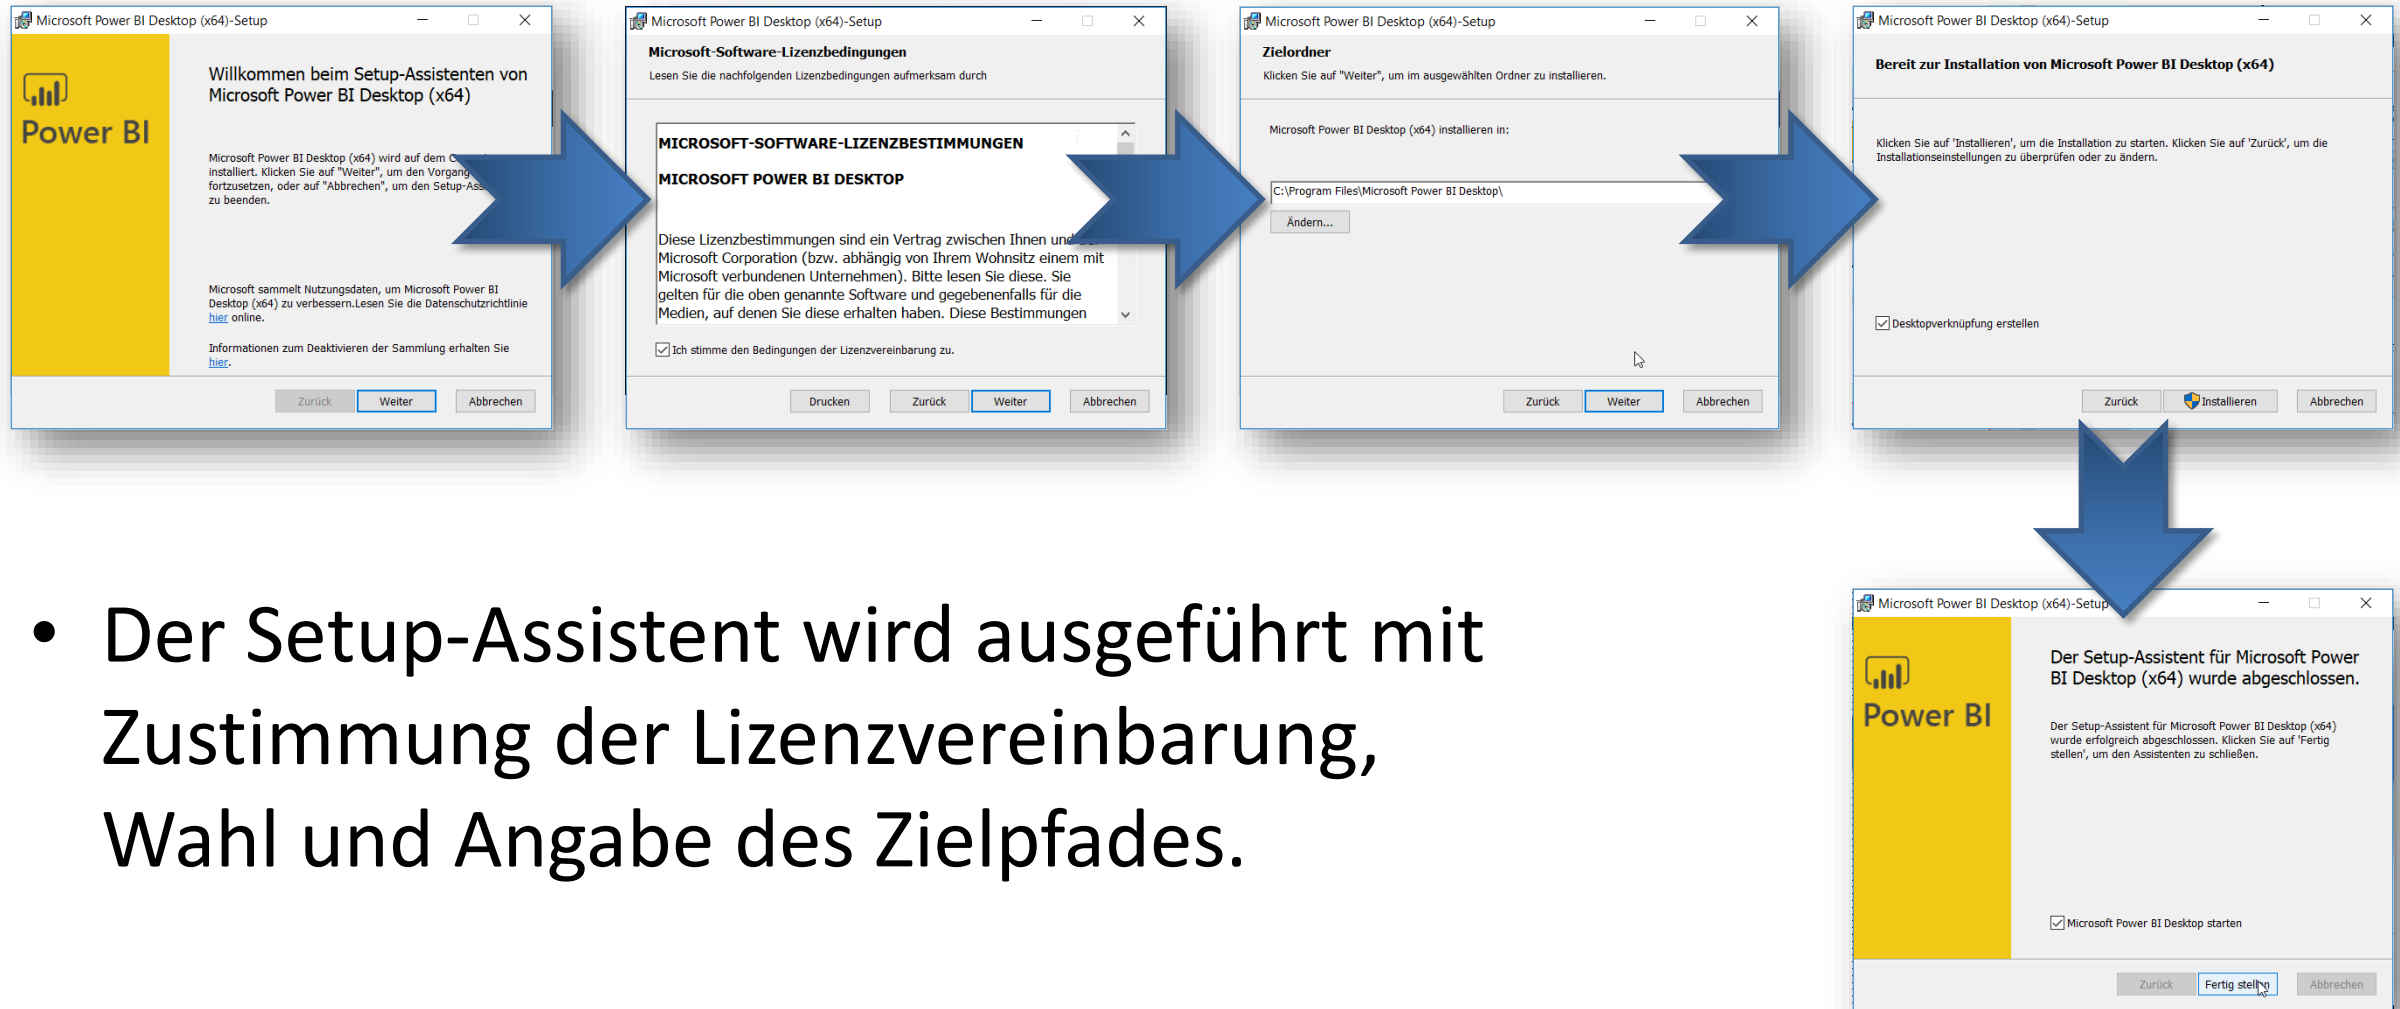 Microsoft Power BI Desktop (x64)-Setup
Power BI
Willkommen beim Setup-Assistenten von
Microsoft Power BI Desktop (x64)
Microsoft Power BI Desktop (x64) wird auf dem
installiert. Klicken Sie auf "Weiter", um den Vorgang
fortzusetzen, oder auf "Abbrechen", um den
zu beenden.
Microsoft sammelt Nutzungsdaten, um Microsoft Power BI
Desktop (x64) zu verbessern.Lesen Sie die Datenschutzrichtlinie
hier online.
Informationen zum Deaktivieren der Sammlung erhalten Sie
hier.
Zurück Weiter Abbrechen
Microsoft Power BI Desktop (x64)-Setup
Microsoft-Software-Lizenzbedingungen
Lesen Sie die nachfolgenden Lizenzbedingungen aufmerksam durch
MICROSOFT-SOFTWARE-LIZENZBESTIMMUNGEN
MICROSOFT POWER BI DESKTOP
Diese Lizenzbestimmungen sind ein Vertrag zwischen Ihnen und
Microsoft Corporation (bzw. abhängig von Ihrem Wohnsitz einem mit
Microsoft verbundenen Unternehmen). Bitte lesen Sie diese. Sie
gelten für die oben genannte Software und gegebenenfalls für die
Medien, auf denen Sie diese erhalten haben. Diese Bestimmungen
Ich stimme den Bedingungen der Lizenzvereinbarung zu.
Drucken Zurück Weiter Abbrechen
Microsoft Power BI Desktop (x64)-Setup
Zielordner
Klicken Sie auf "Weiter", um im ausgewählten Ordner zu installieren.
Microsoft Power BI Desktop (x64) installieren in:
C:\Program Files\Microsoft Power BI Desktop\
Ändern...
Zurück Weiter Abbrechen
Microsoft Power BI Desktop (x64)-Setup
Bereit zur Installation von Microsoft Power BI Desktop (x64)
Klicken Sie auf 'Installieren', um die Installation zu starten. Klicken Sie auf 'Zurück', um die
Installationseinstellungen zu überprüfen oder zu ändern.
Desktopverknüpfung erstellen
Zurück Installieren Abbrechen
• Der Setup-Assistent wird ausgeführt mit
Zustimmung der Lizenzvereinbarung,
Wahl und Angabe des Zielpfades.
Microsoft Power BI Desktop (x64)-Setup
Power BI
Der Setup-Assistent für Microsoft Power
BI Desktop (x64) wurde abgeschlossen.
Der Setup-Assistent für Microsoft Power BI Desktop (x64)
wurde erfolgreich abgeschlossen. Klicken Sie auf 'Fertig
stellen', um den Assistenten zu schließen.
Microsoft Power BI Desktop starten
Zurück Fertig stellen Abbrechen